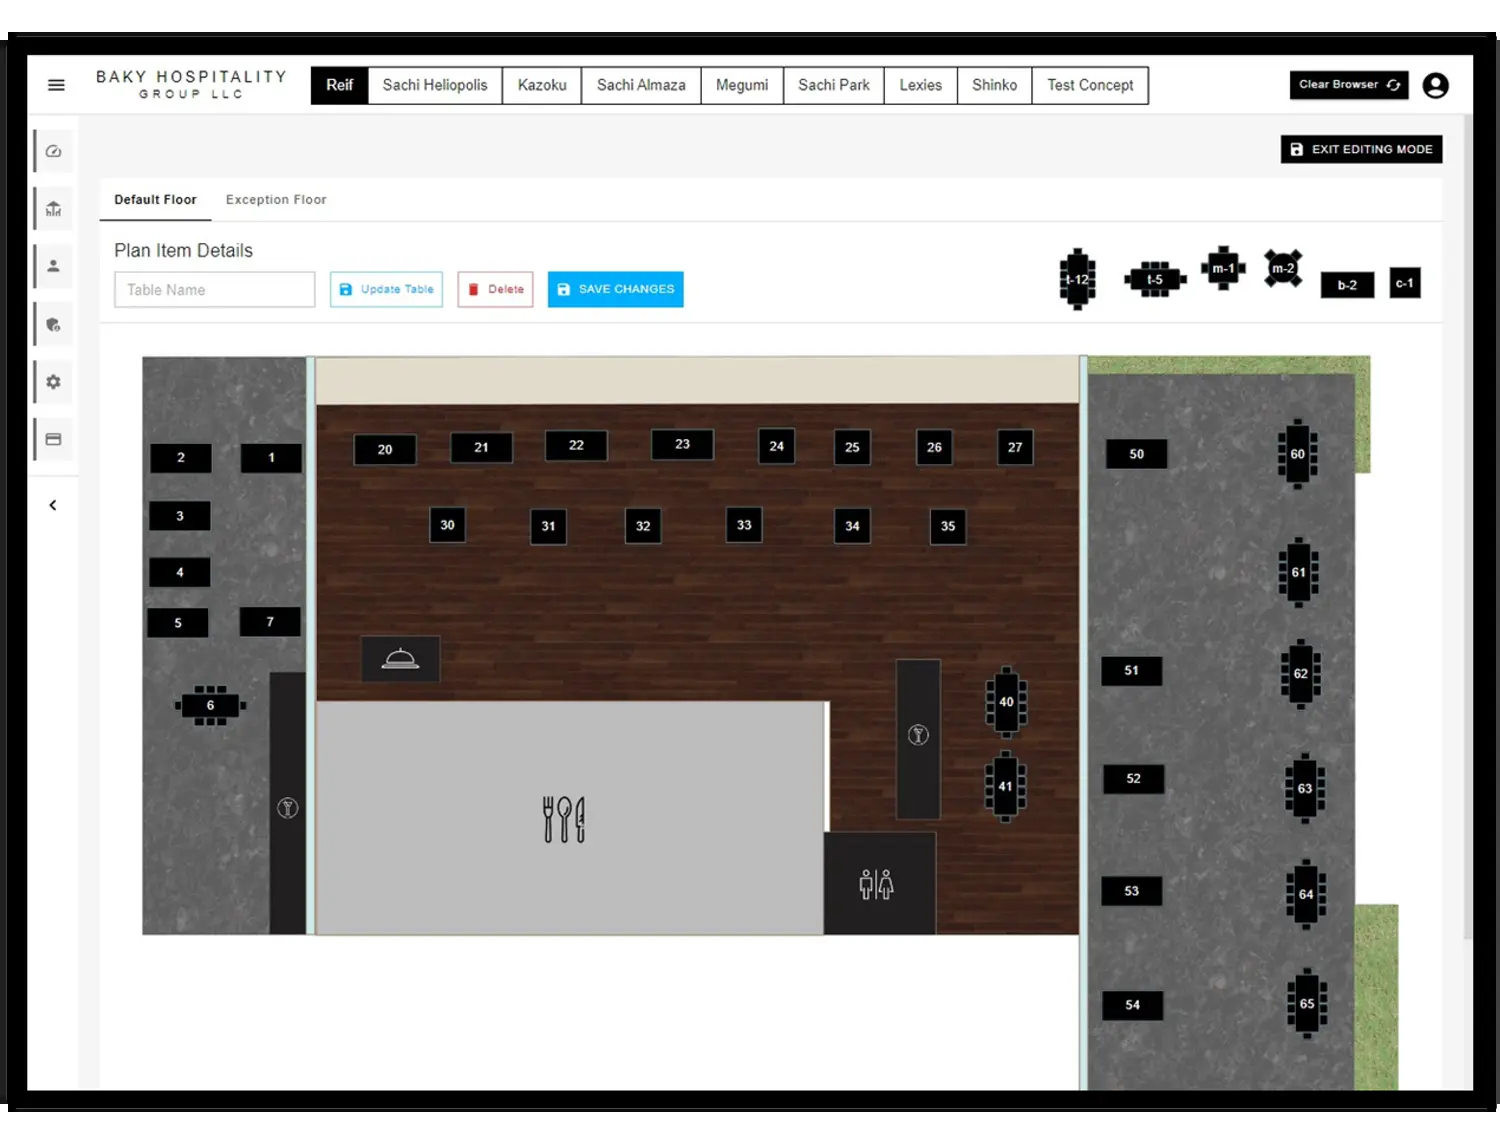 BAKY HOSPITALITY
GROUP LLC
Reif
Sachi Heliopolis
Kazoku
Sachi Almaza
Megumi
Sachi Park
Lexies
Shinko
Test Concept
Clear Browser
EXIT EDITING MODE
Default Floor
Exception Floor
Plan Item Details
Table Name
Update Table
Delete
SAVE CHANGES
t-12
t-5
m-1
m-2
b-2
c-1
20
21
22
23
24
25
26
27
2
1
50
60
3
30
31
32
33
34
35
4
61
5
7
51
62
6
40
52
41
63
53
64
54
65